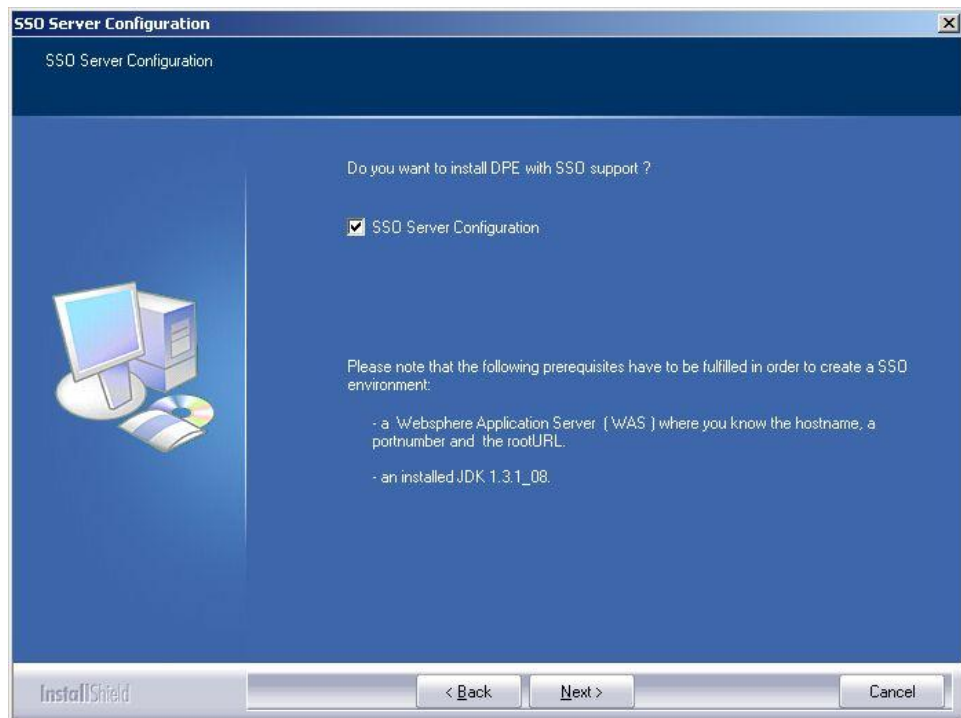 SSO Server Configuration
SSO Server Configuration
Do you want to install DPE with SSO support ?
SSO Server Configuration
Please note that the following prerequisites have to be fulfilled in order to create a SSO
environment:
- a Websphere Application Server ( WAS ) where you know the hostname, a
portnumber and the rootURL.
- an installed JDK 1.3.1_08.
InstallShield
< Back
Next >
Cancel